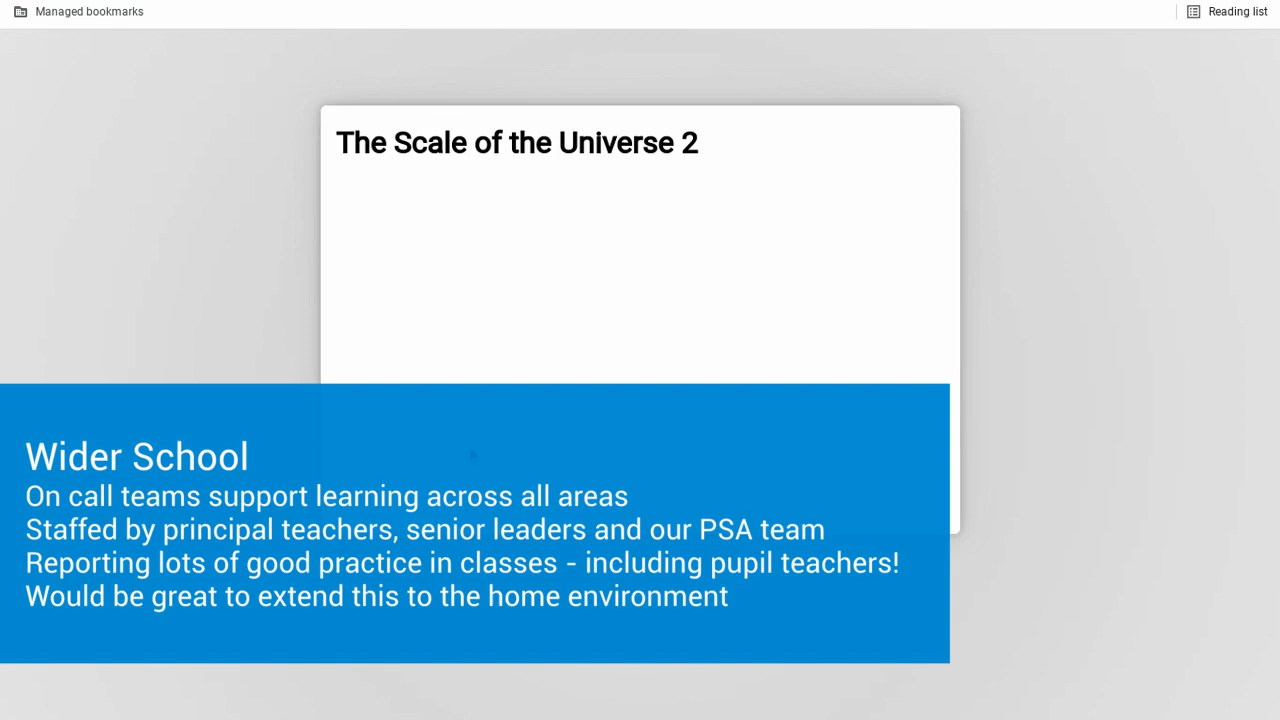 Managed bookmarks
Reading list
The Scale of the Universe 2
Wider School
On call teams support learning across all areas
Staffed by principal teachers, senior leaders and our PSA team
Reporting lots of good practice in classes - including pupil teachers!
Would be great to extend this to the home environment